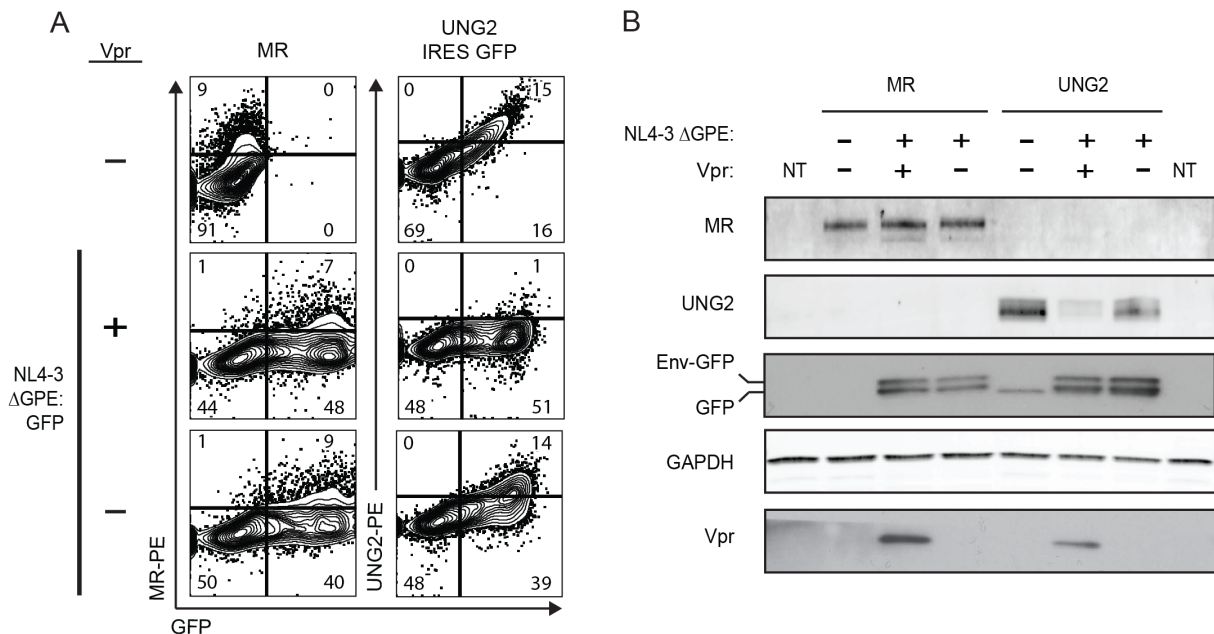 A
Vpr
MR
UNG2
IRES GFP
9 0
91 0
0 15
69 16
−
1 7
44 48
0 1
48 51
+
NL4-3
ΔGPE:
GFP
1 9
50 40
0 14
48 39
−
MR-PE
UNG2-PE
GFP
B
MR UNG2
NL4-3 ΔGPE: − + + − + +
Vpr: NT − + − − + − NT
MR
UNG2
Env-GFP
GFP
GAPDH
Vpr